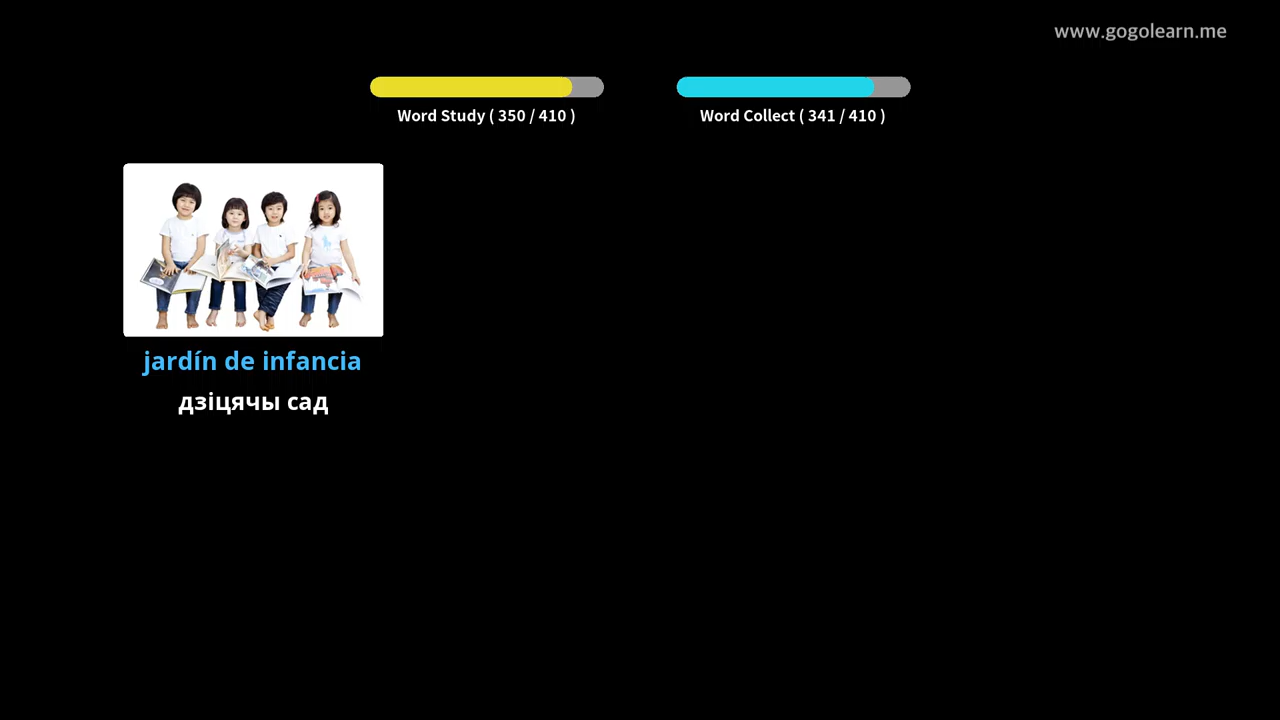 www.gogolearn.me
Word Study ( 350 / 410 )
Word Collect ( 341 / 410 )
jardín de infancia
дзіцячы сад